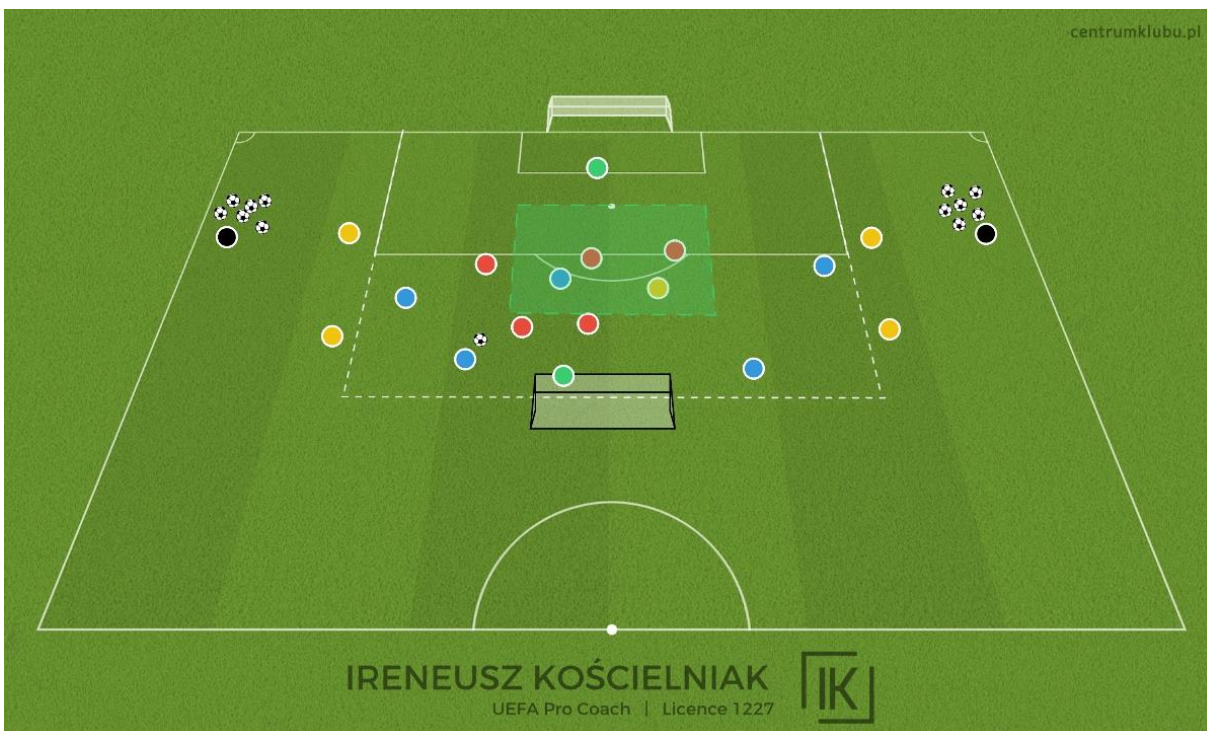 centrumklubu.pl
IRENEUSZ KOŚCIELNIAK
IK
UEFA Pro Coach | Licence 1227